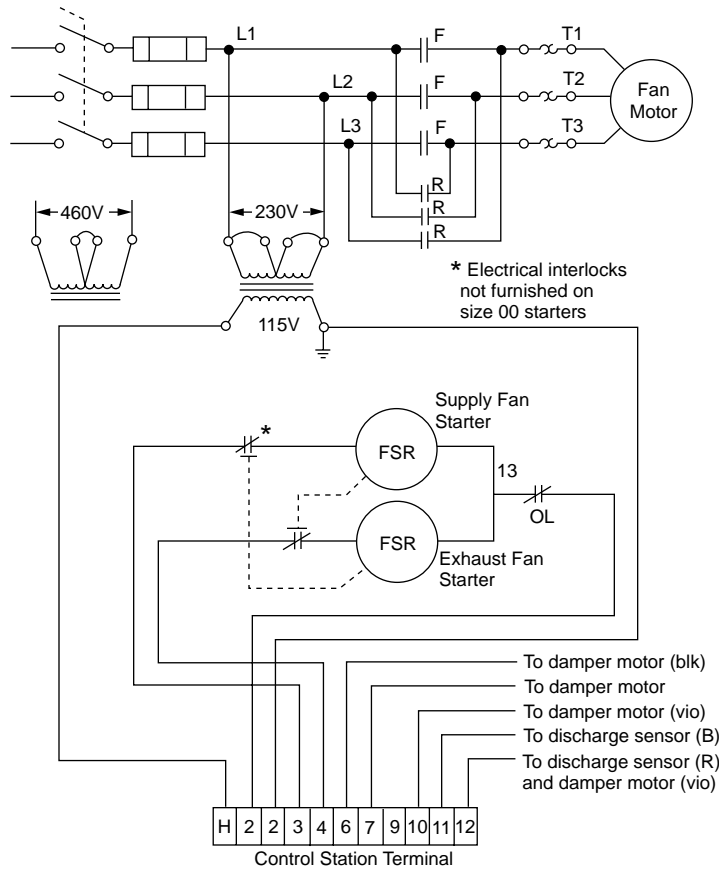 L1
F
T1
L2
F
T2
Fan
Motor
L3
F
T3
R
R
R
460V
230V
* Electrical interlocks
not furnished on
size 00 starters
115V
Supply Fan
Starter
*
FSR
13
OL
FSR
Exhaust Fan
Starter
To damper motor (blk)
To damper motor
To damper motor (vio)
To discharge sensor (B)
To discharge sensor (R)
and damper motor (vio)
H 2 2 3 4 6 7 9 10 11 12
Control Station Terminal